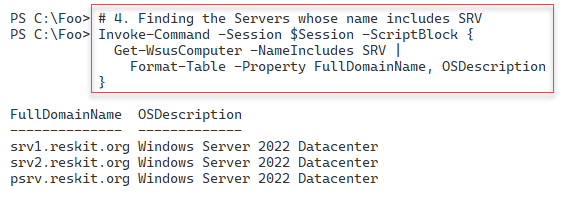 PS C:\Foo> # 4. Finding the Servers whose name includes SRV
PS C:\Foo> Invoke-Command -Session $Session -ScriptBlock {
  Get-WsusComputer -NameIncludes SRV |
    Format-Table -Property FullDomainName, OSDescription
}
FullDomainName OSDescription
-------------- -------------
srv1.reskit.org Windows Server 2022 Datacenter
srv2.reskit.org Windows Server 2022 Datacenter
psrv.reskit.org Windows Server 2022 Datacenter